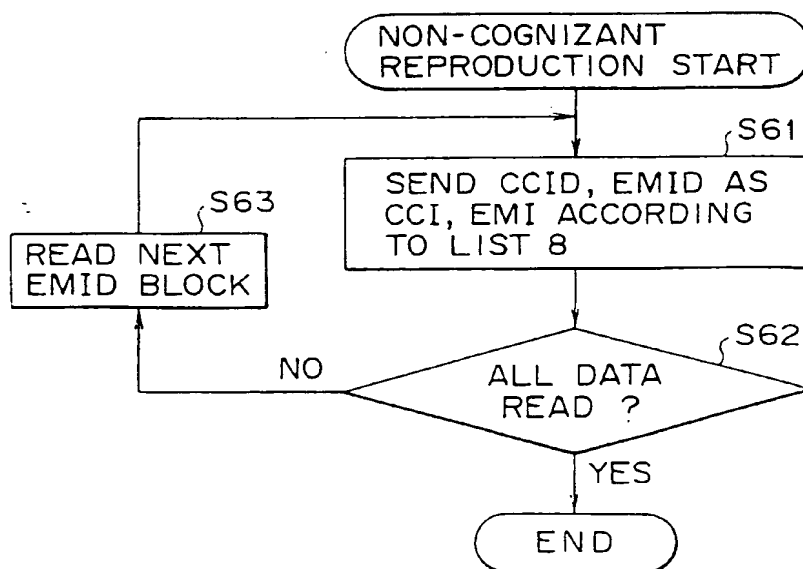 NON-COGNIZANT
REPRODUCTION START
S61
SEND CCID, EMID AS
CCI, EMI ACCORDING
TO LIST 8
S63
READ NEXT
EMID BLOCK
S62
NO
ALL DATA
READ ?
YES
END